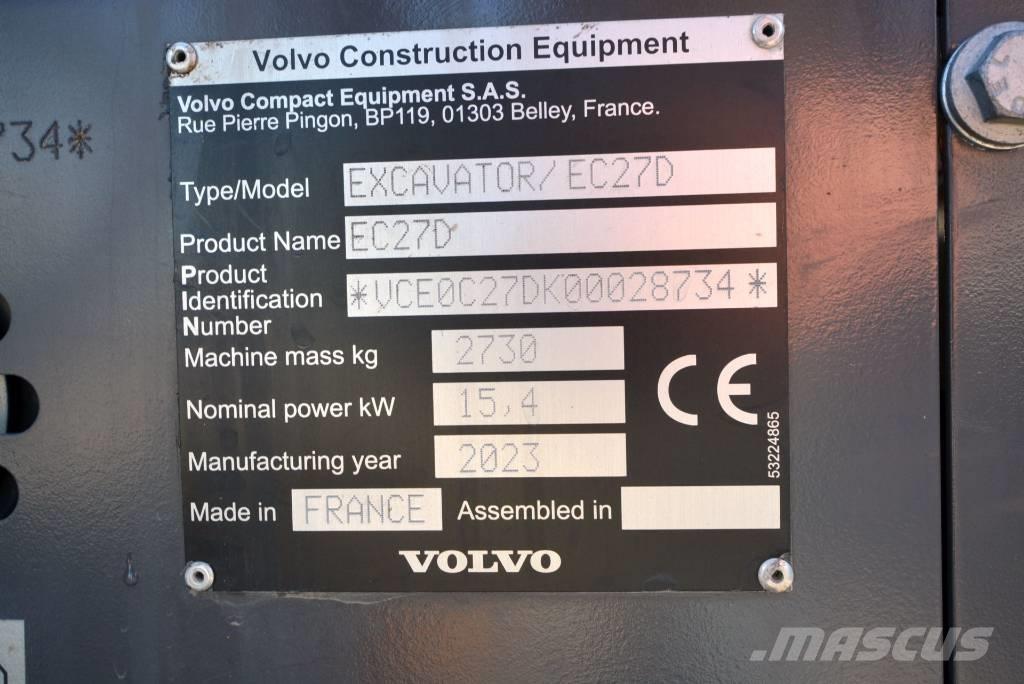 Volvo Construction Equipment
Volvo Compact Equipment S.A.S.
Rue Pierre Pingon, BP119, 01303 Belley, France.
734*
Type/Model EXCAVATOR/ EC27D
Product Name EC27D
Product Identification Number *VCE0C27DK00028734*
Machine mass kg 2730
Nominal power kW 15,4
CE
Manufacturing year 2023
53224865
Made in FRANCE Assembled in
VOLVO
MASCUS